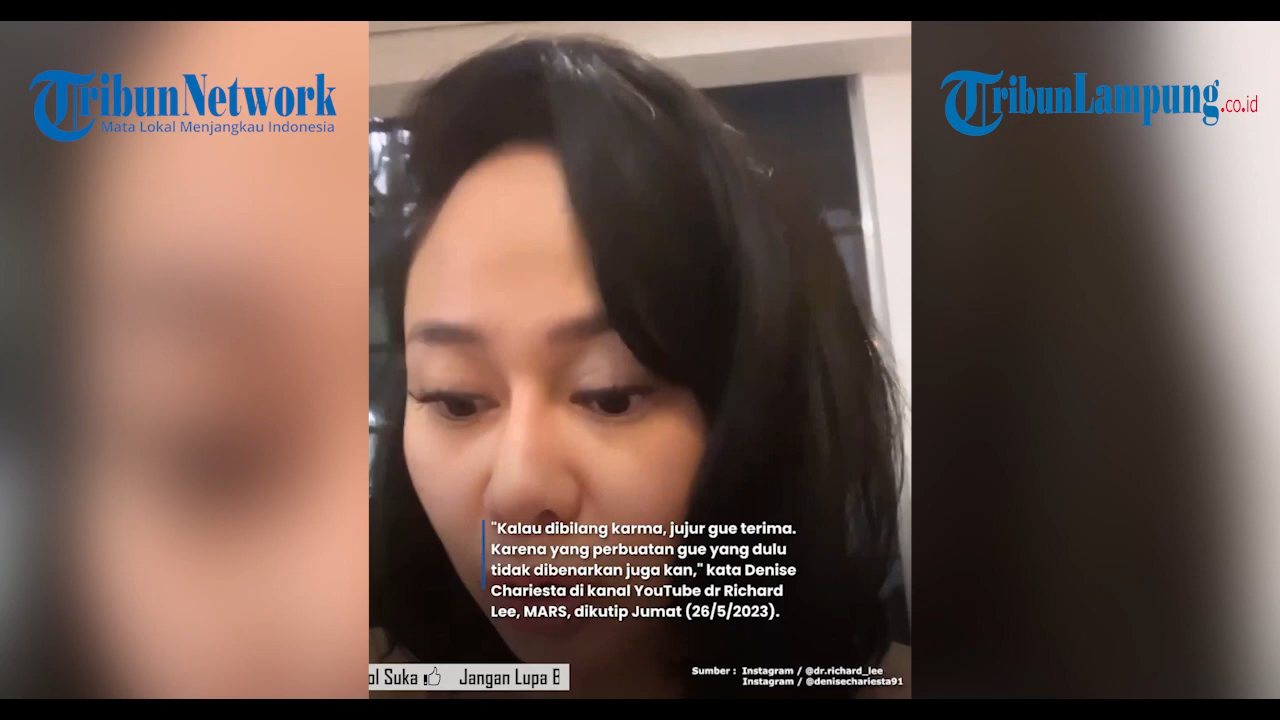 TribunNetwork
Mata Lokal Menjangkau Indonesia
TribunLampung.co.id
"Kalau dibilang karma, jujur gue terima.
Karena yang perbuatan gue yang dulu
tidak dibenarkan juga kan," kata Denise
Chariesta di kanal YouTube dr Richard
Lee, MARS, dikutip Jumat (26/5/2023).
ol Suka Jangan Lupa B
Sumber : Instagram / @dr.richard_lee
Instagram / @denisechariesta91